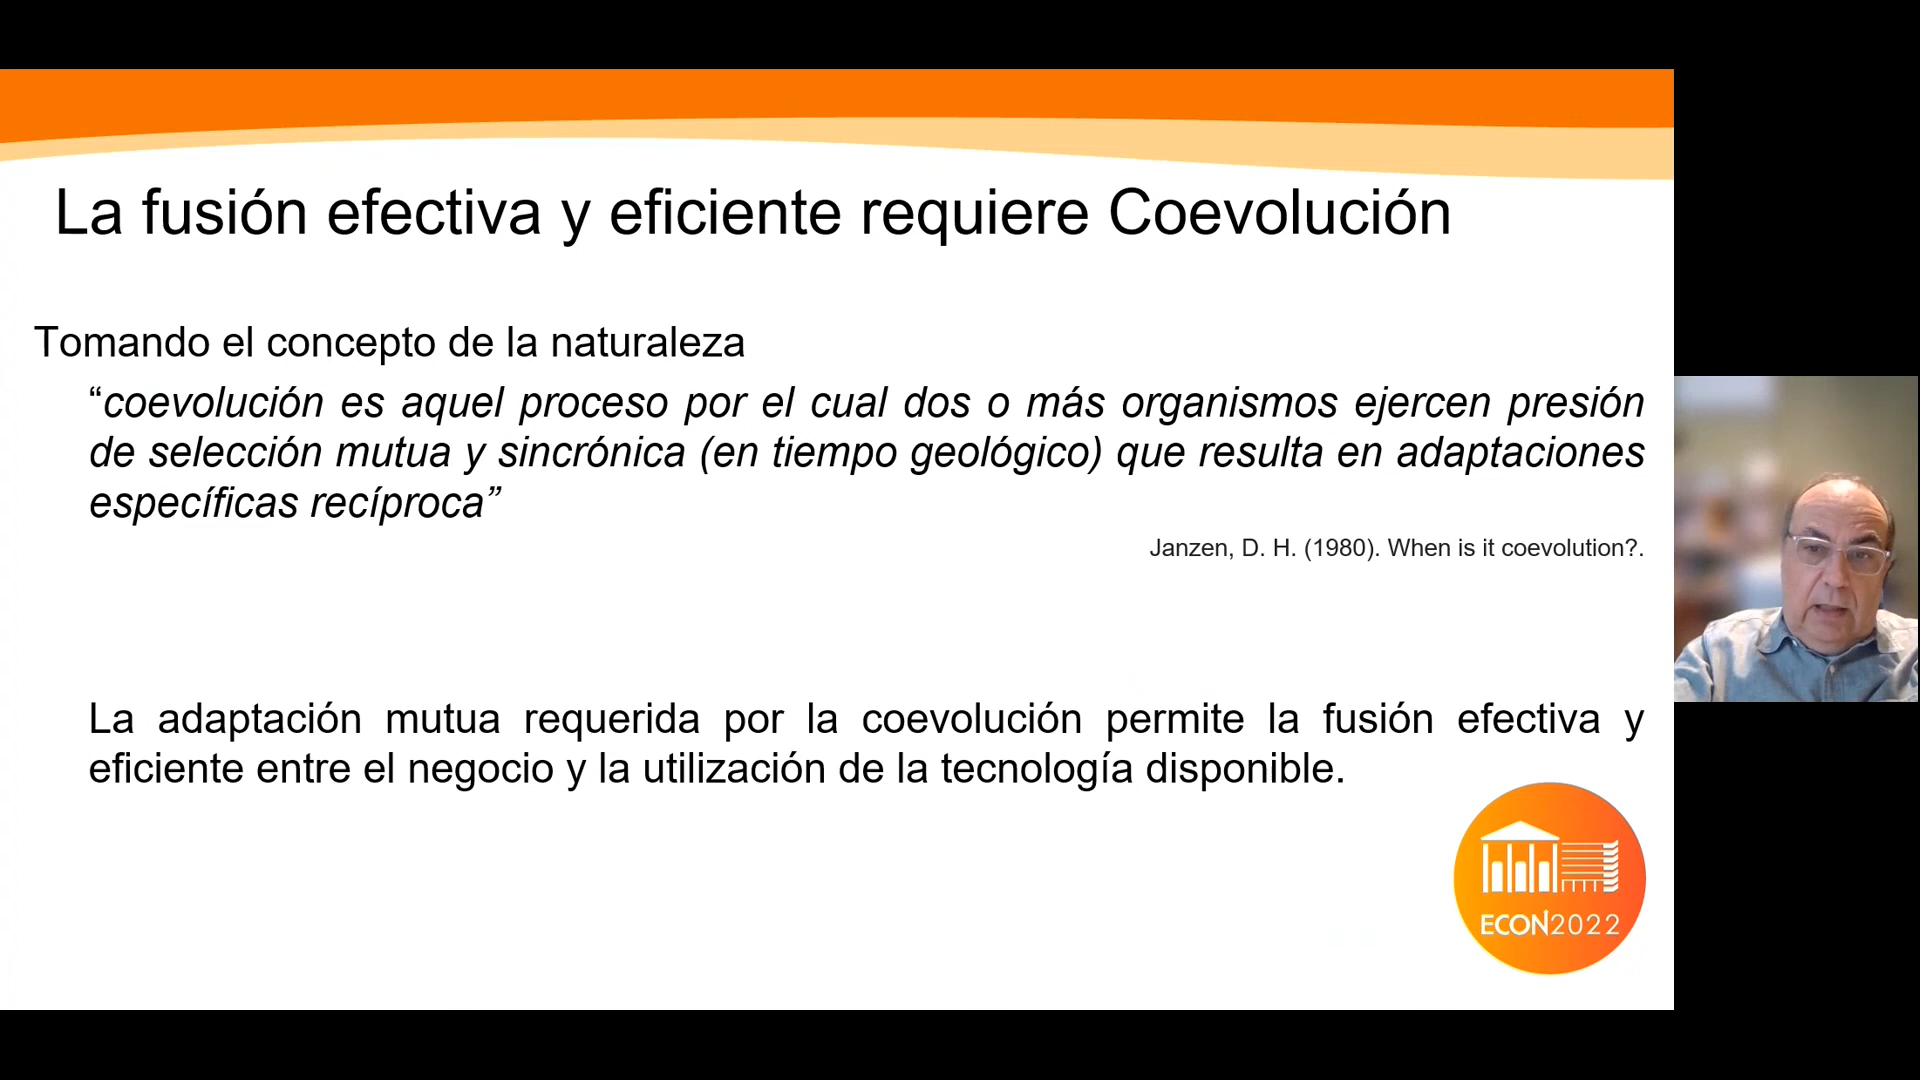 La fusión efectiva y eficiente requiere Coevolución
Tomando el concepto de la naturaleza
“coevolución es aquel proceso por el cual dos o más organismos ejercen presión
de selección mutua y sincrónica (en tiempo geológico) que resulta en adaptaciones
específicas recíproca”
Janzen, D. H. (1980). When is it coevolution?.
La adaptación mutua requerida por la coevolución permite la fusión efectiva y
eficiente entre el negocio y la utilización de la tecnología disponible.
ECON2022